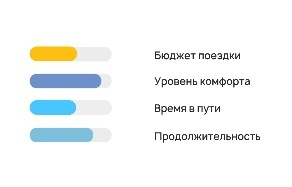 Бюджет поездки
Уровень комфорта
Время в пути
Продолжительность